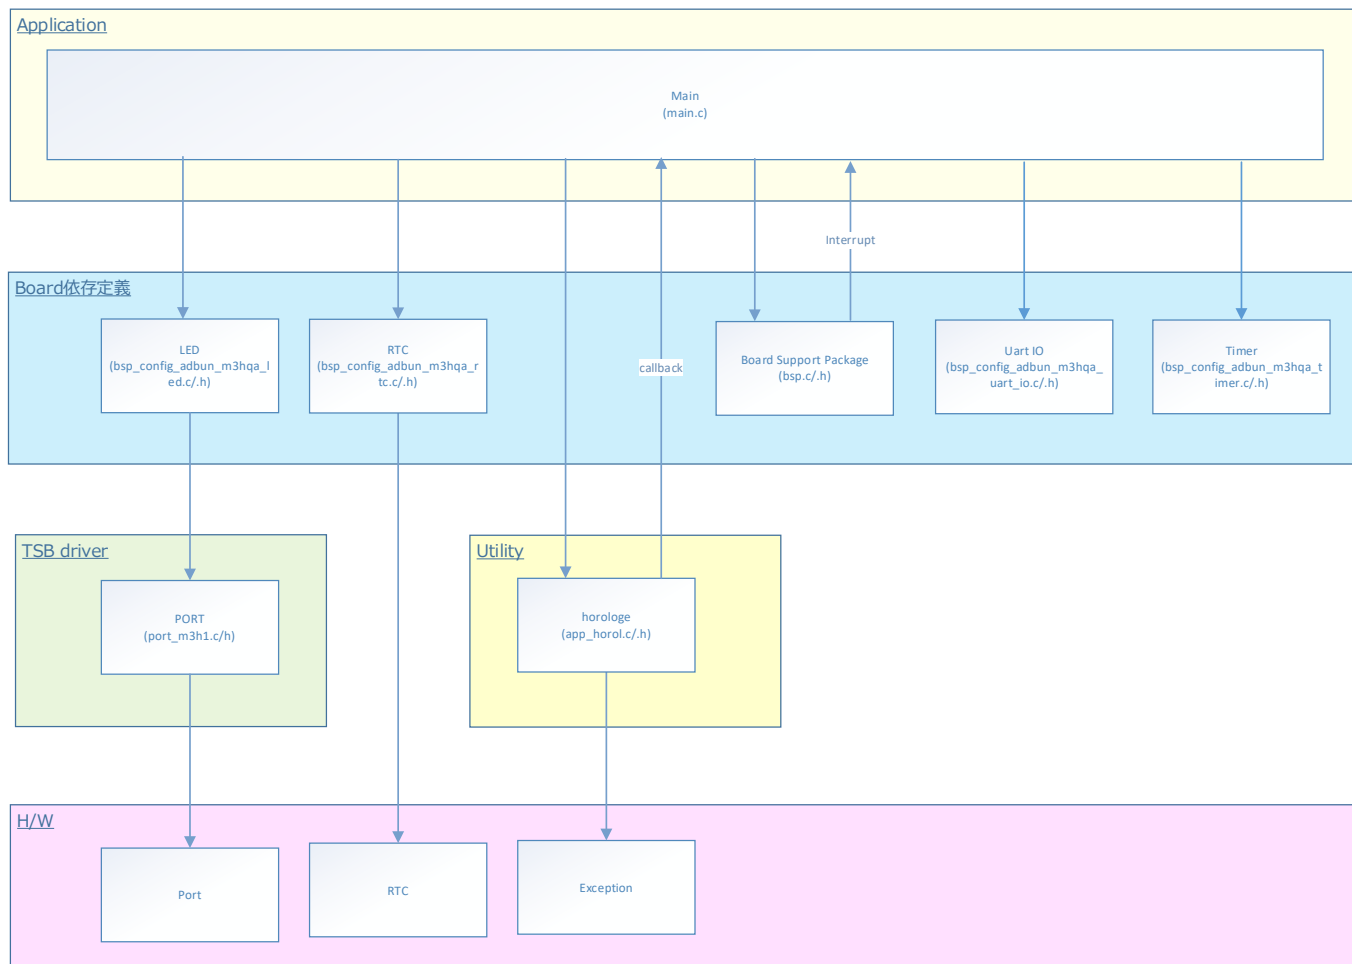 Application
Main
(main.c)
Interrupt
Board依存定義
LED
(bsp_config_adbun_m3hqa_l
ed.c/.h)
RTC
(bsp_config_adbun_m3hqa_r
tc.c/.h)
callback
Board Support Package
(bsp.c/.h)
Uart IO
(bsp_config_adbun_m3hqa_
uart_io.c/.h)
Timer
(bsp_config_adbun_m3hqa_t
imer.c/.h)
TSB driver
PORT
(port_m3h1.c/h)
Utility
horologe
(app_horol.c/.h)
H/W
Port
RTC
Exception